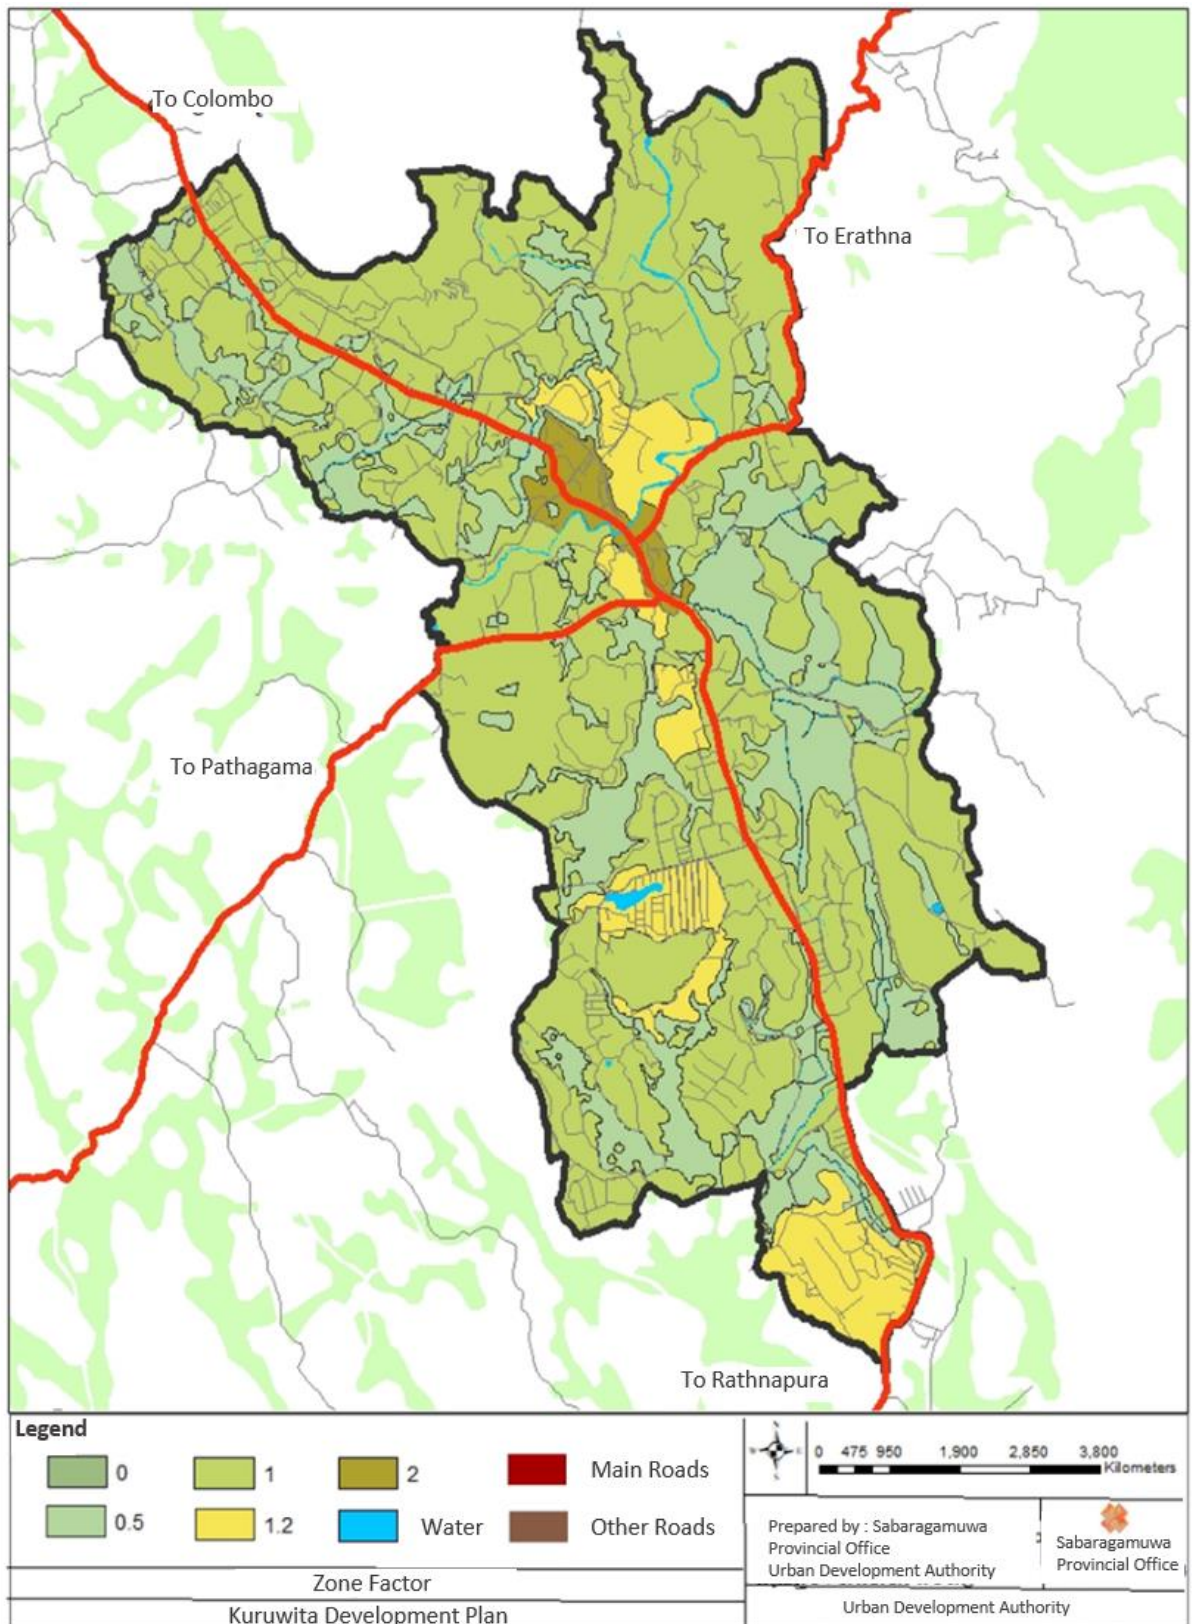 To Colombo
To Erathna
To Pathagama
To Rathnapura
Legend
0
1
2
Main Roads
0.5
1.2
Water
Other Roads
Zone Factor
Kuruwita Development Plan
0 475 950 1,900 2,850 3,800
Kilometers
Prepared by : Sabaragamuwa
Provincial Office
Urban Development Authority
Sabaragamuwa
Provincial Office
Urban Development Authority